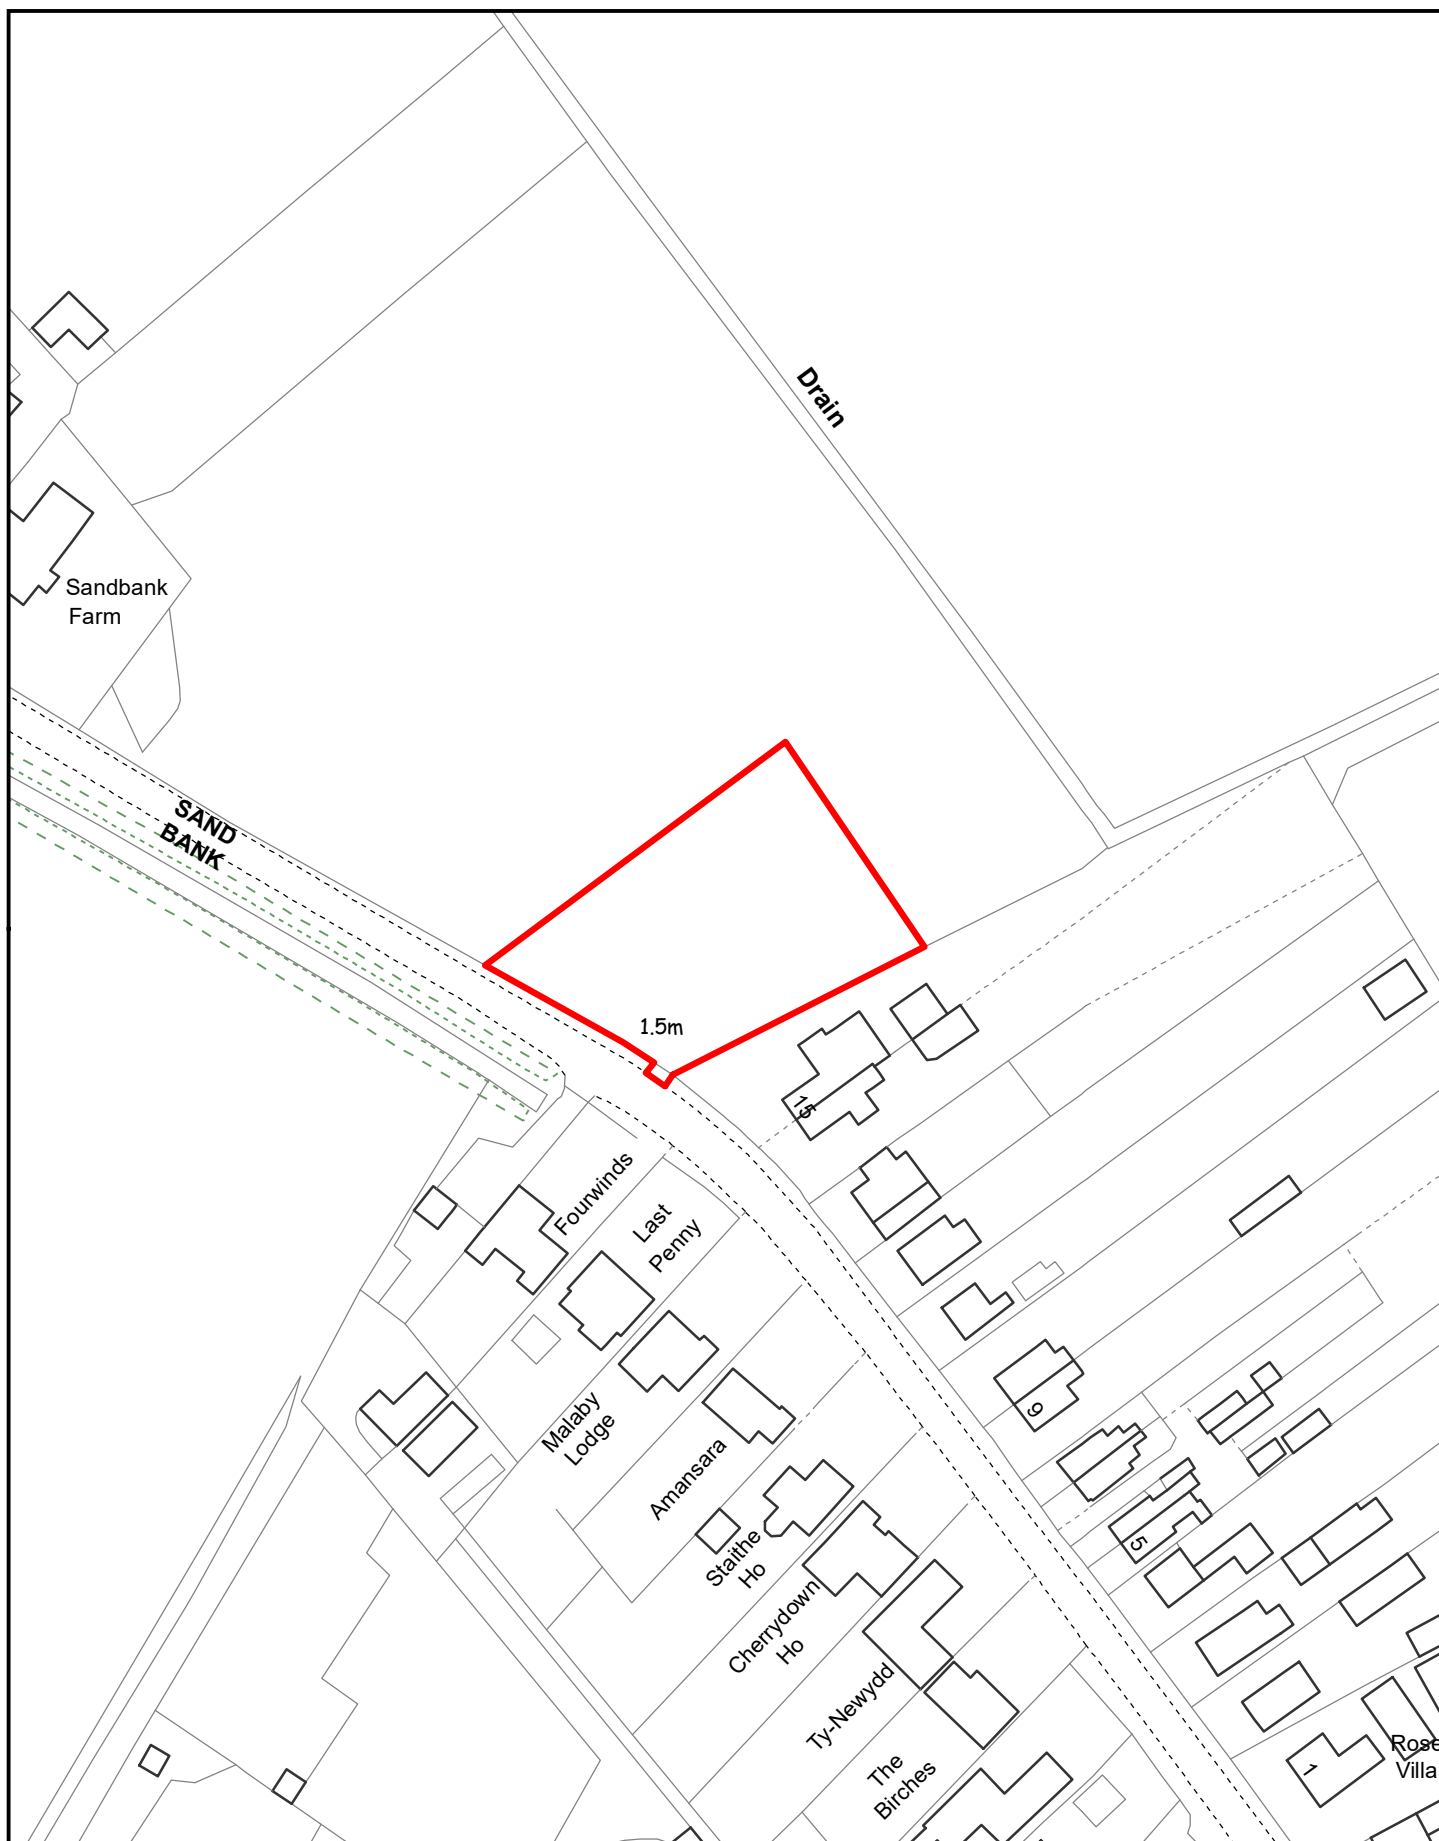 Drain
Sandbank
Farm
SAND
BANK
1.5m
15
Fourwinds
Last
Penny
Malaby
Lodge
9
Amansara
5
Staithe
Ho
Cherrydown
Ho
Ty-Newydd
The
Birches
1
Rose
Villa